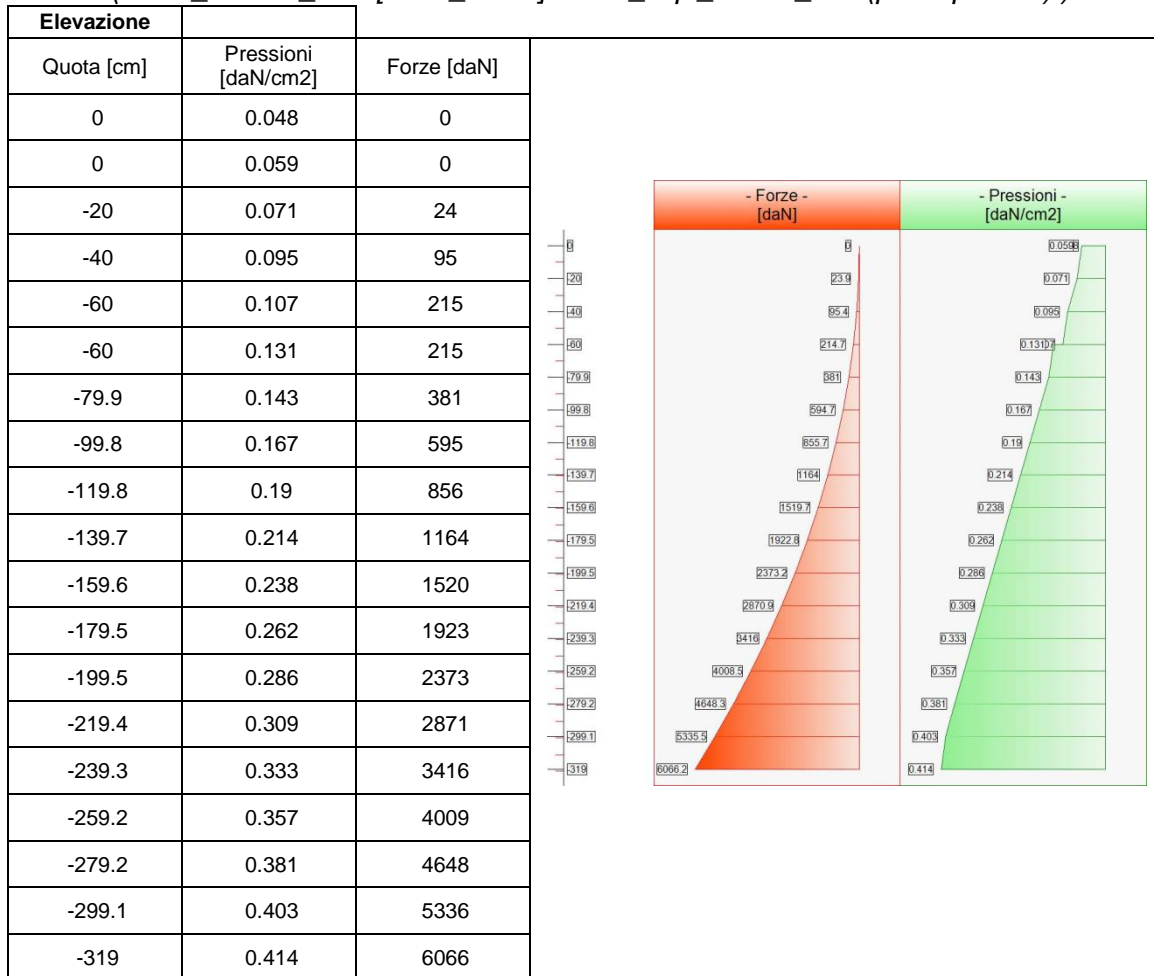 Elevazione
Quota [cm] Pressioni [daN/cm2] Forze [daN]
0 0.048 0
0 0.059 0
-20 0.071 24
-40 0.095 95
-60 0.107 215
-60 0.131 215
-79.9 0.143 381
-99.8 0.167 595
-119.8 0.19 856
-139.7 0.214 1164
-159.6 0.238 1520
-179.5 0.262 1923
-199.5 0.286 2373
-219.4 0.309 2871
-239.3 0.333 3416
-259.2 0.357 4009
-279.2 0.381 4648
-299.1 0.403 5336
-319 0.414 6066
- Forze - - Pressioni -
[daN] [daN/cm2]
0 0 0.059
-20 23.9 0.071
-40 95.4 0.095
-60 214.7 0.131
-79.9 381 0.143
-99.8 594.7 0.167
-119.8 855.7 0.19
-139.7 1164 0.214
-159.6 1519.7 0.238
-179.5 1922.8 0.262
-199.5 2373.2 0.286
-219.4 2870.9 0.309
-239.3 3416 0.333
-259.2 4008.5 0.357
-279.2 4648.3 0.381
-299.1 5335.5 0.403
-319 6066.2 0.414